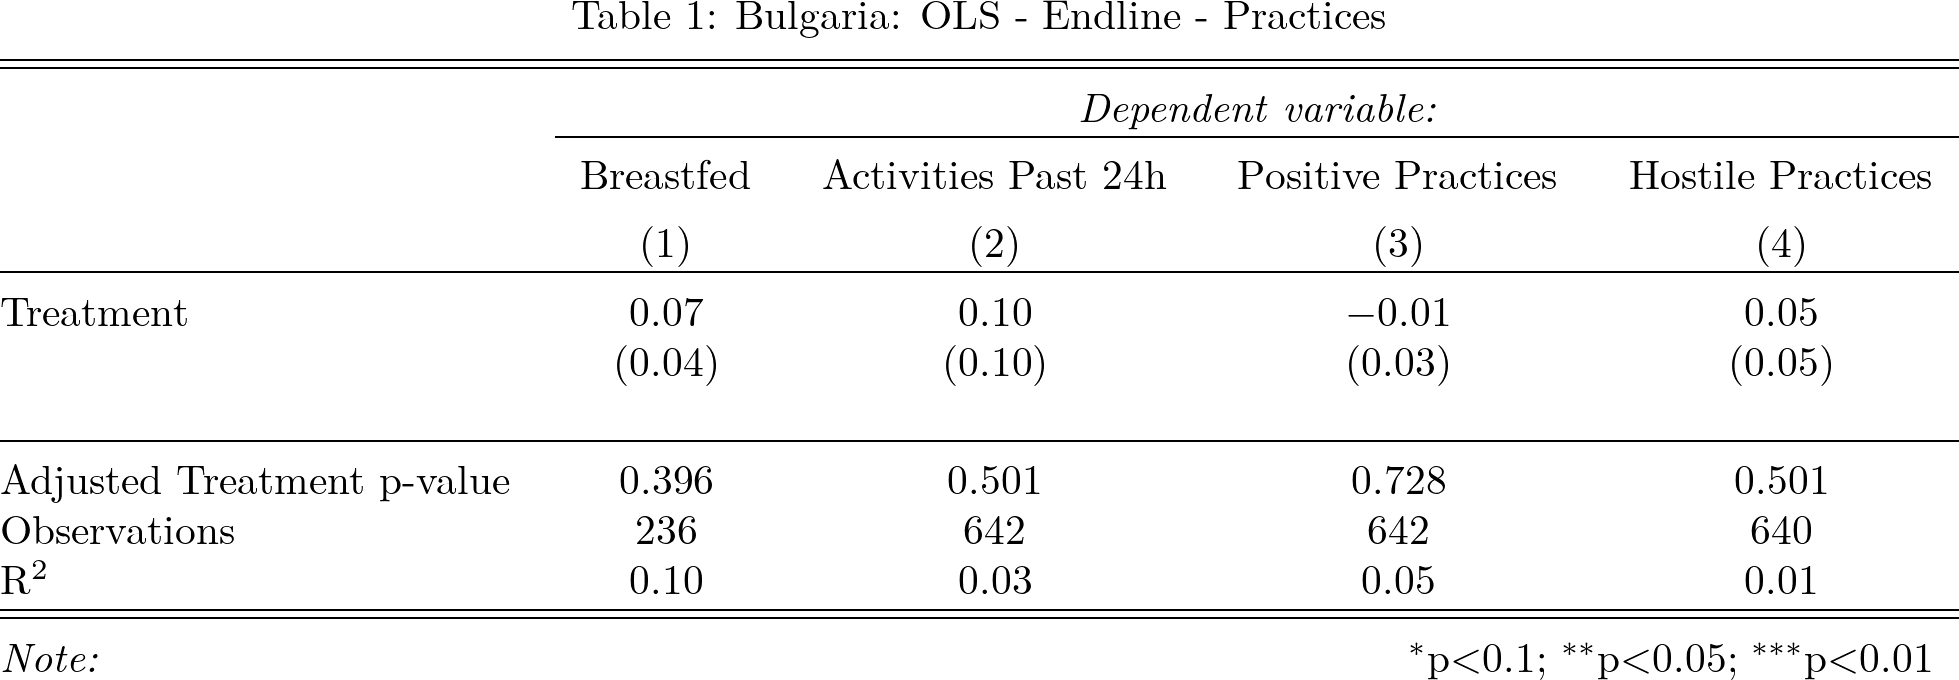 Table 1: Bulgaria: OLS - Endline - Practices
Dependent variable:
Breastfed Activities Past 24h Positive Practices Hostile Practices
(1) (2) (3) (4)
Treatment 0.07 0.10 −0.01 0.05
(0.04) (0.10) (0.03) (0.05)
Adjusted Treatment p-value 0.396 0.501 0.728 0.501
Observations 236 642 642 640
R² 0.10 0.03 0.05 0.01
Note: *p<0.1; **p<0.05; ***p<0.01